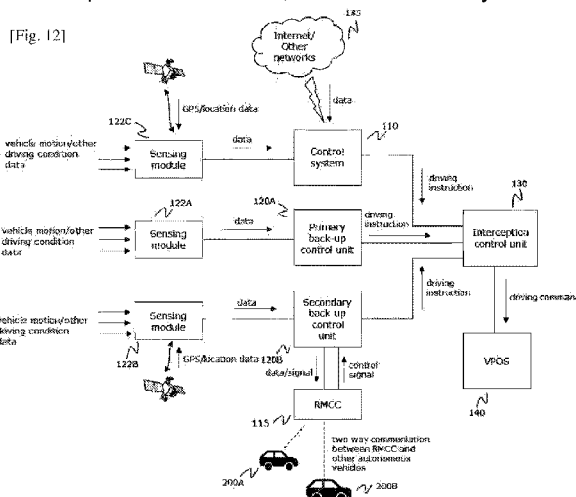 [Fig. 12]
Internet/
Other
networks
135
GPS/location data
data
122C
110
vehicle motion/other
driving condition
data
Sensing
module
data
Control
system
driving
instruction
130
122A
120A
vehicle motion/other
driving condition
data
Sensing
module
data
Primary
back-up
control unit
driving
instruction
Interception
control unit
vehicle motion/other
driving condition
data
Sensing
module
data
Secondary
back up
control
unit
driving
instruction
driving command
122B
GPS/location data
120B
data/signal
control
signal
VPOS
140
RMCC
115
two way commention
between RMCC and
other autonomous
vehicles
200A
200B